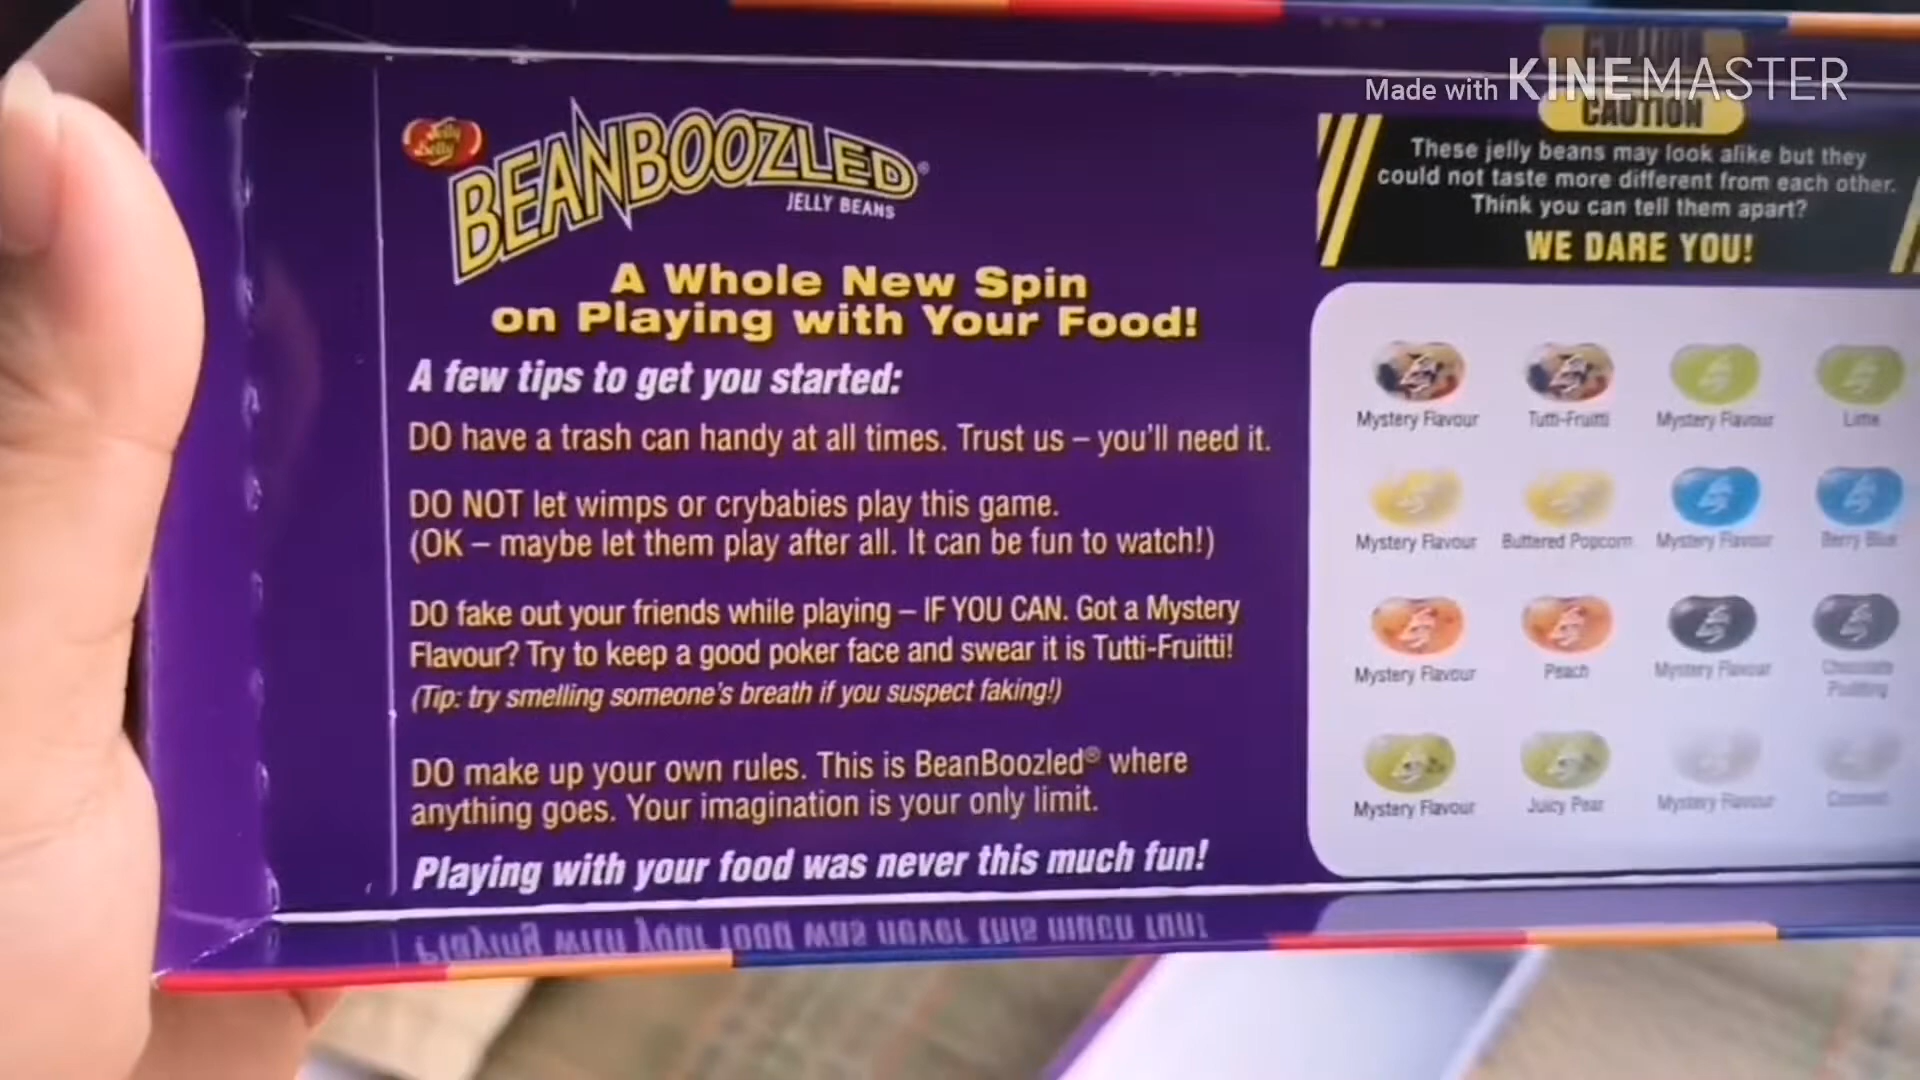 Made with KINEMASTER
Jelly Belly
BEANBOOZLED®
JELLY BEANS
A Whole New Spin
on Playing with Your Food!
A few tips to get you started:
DO have a trash can handy at all times. Trust us – you'll need it.
DO NOT let wimps or crybabies play this game.
(OK – maybe let them play after all. It can be fun to watch!)
DO fake out your friends while playing – IF YOU CAN. Got a Mystery
Flavour? Try to keep a good poker face and swear it is Tutti-Fruitti!
(Tip: try smelling someone's breath if you suspect faking!)
DO make up your own rules. This is BeanBoozled® where
anything goes. Your imagination is your only limit.
Playing with your food was never this much fun!
CAUTION
These jelly beans may look alike but they
could not taste more different from each other.
Think you can tell them apart?
WE DARE YOU!
Mystery Flavour Tutti-Fruitti Mystery Flavour Lime
Mystery Flavour Buttered Popcorn Mystery Flavour Berry Blue
Mystery Flavour Peach Mystery Flavour Chocolate
Pudding
Mystery Flavour Juicy Pear Mystery Flavour Coconut